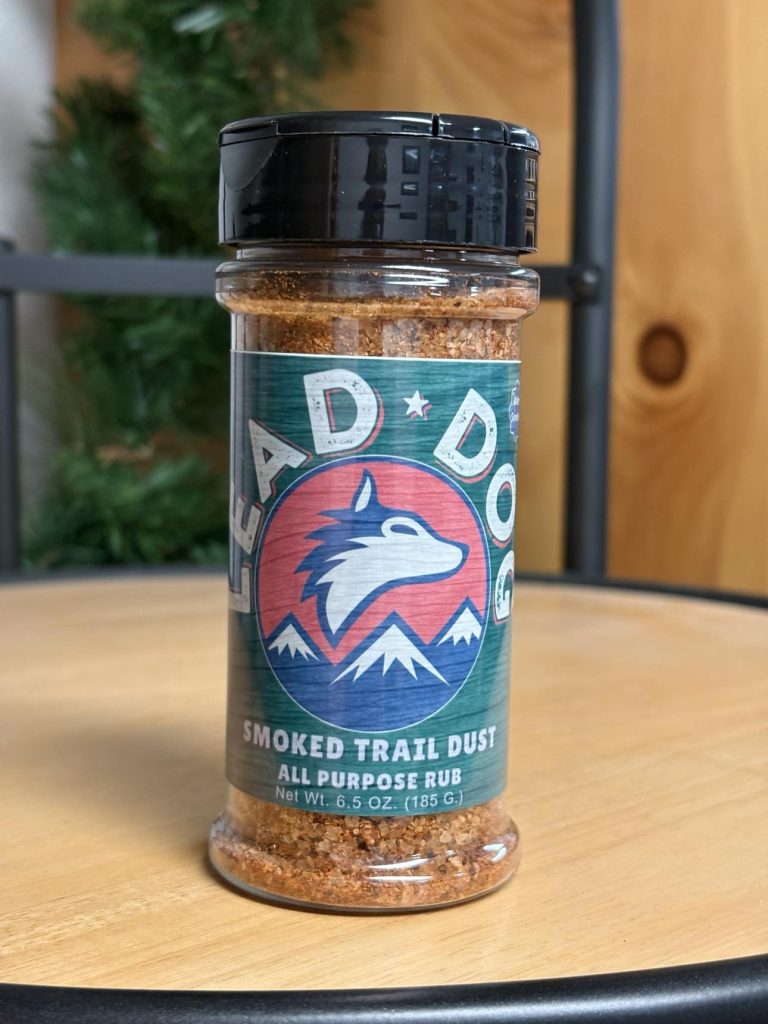 LEAD ★ DOG
SMOKED TRAIL DUST
ALL PURPOSE RUB
Net Wt. 6.5 OZ. (185 G.)